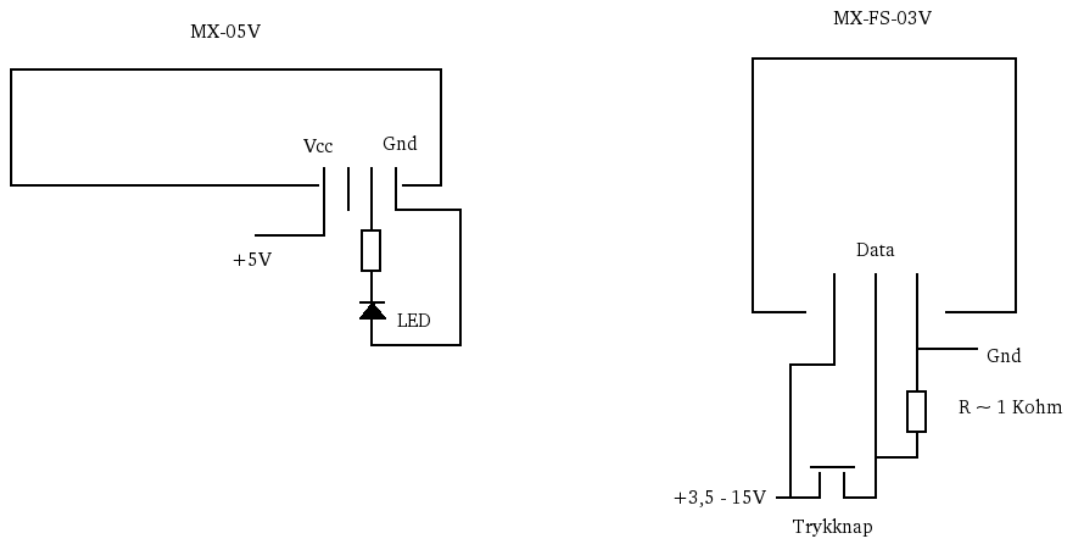 MX-05V
Vcc
Gnd
+5V
LED
MX-FS-03V
Data
Gnd
R ~ 1 Kohm
+3,5 - 15V
Trykknap